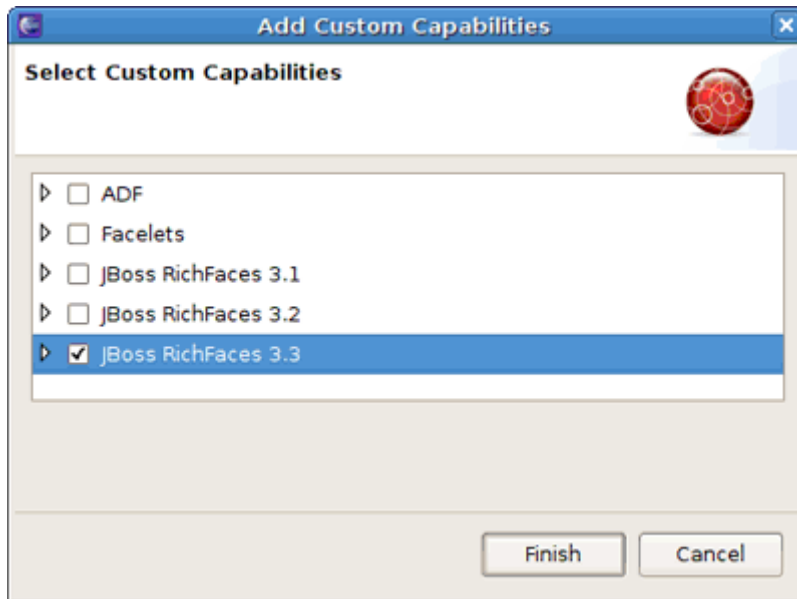 Add Custom Capabilities
Select Custom Capabilities
ADF
Facelets
JBoss RichFaces 3.1
JBoss RichFaces 3.2
JBoss RichFaces 3.3
Finish
Cancel